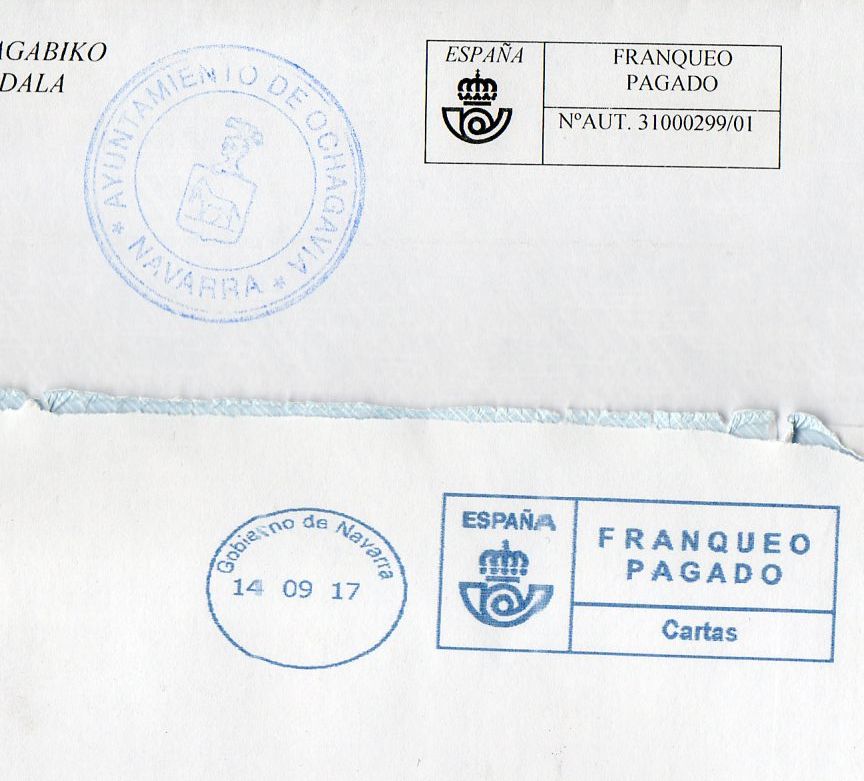 AGABIKO
DALA
* AYUNTAMIENTO DE OCHAGAVIA *
NAVARRA
ESPAÑA
FRANQUEO
PAGADO
NºAUT. 31000299/01
Gobierno de Navarra
14 09 17
ESPAÑA
FRANQUEO
PAGADO
Cartas